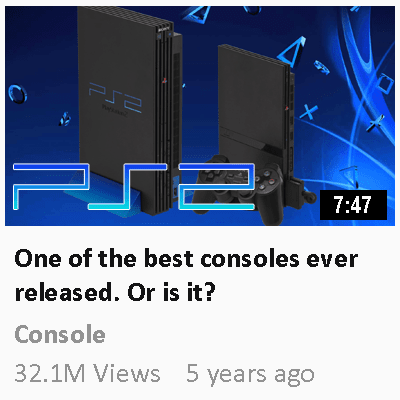 PS2
PS2
7:47
One of the best consoles ever
released. Or is it?
Console
32.1M Views 5 years ago